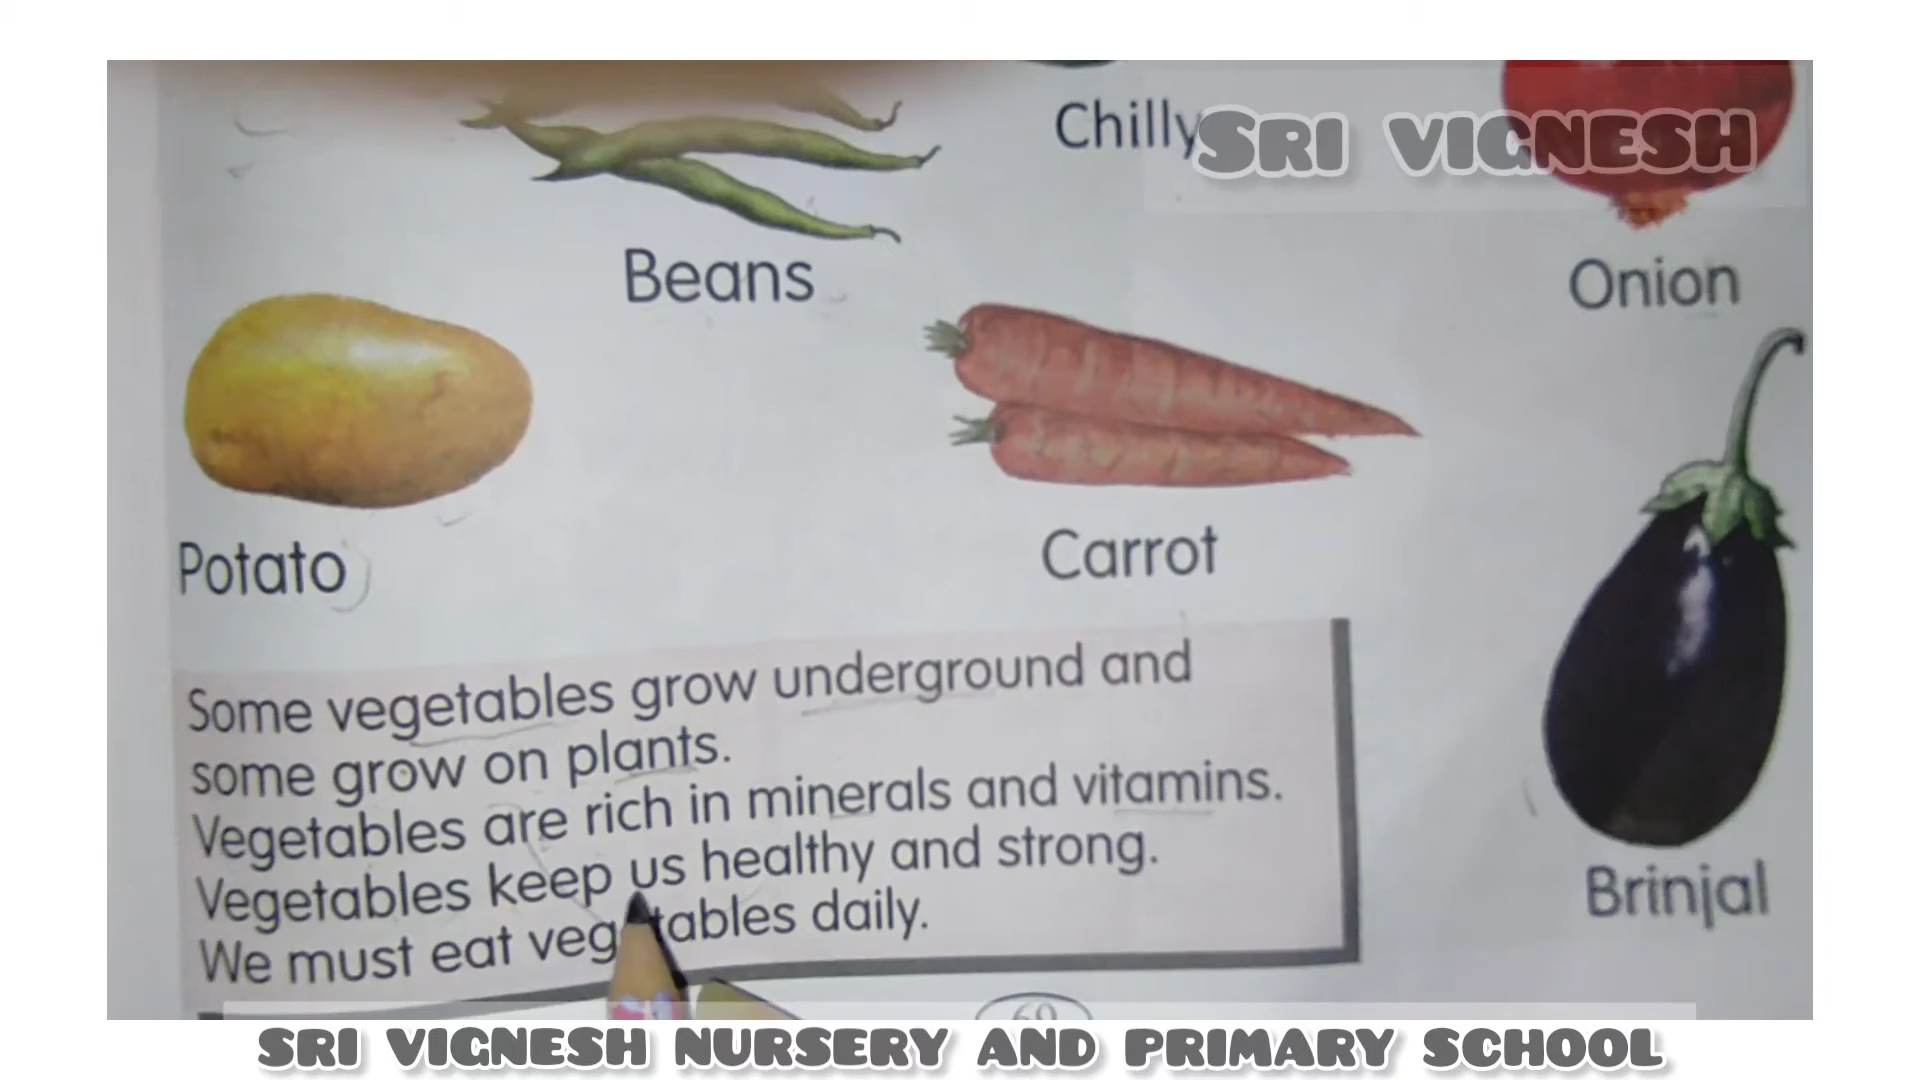 Chilly
SRI VIGNESH
Beans
Onion
Potato
Carrot
Some vegetables grow underground and
some grow on plants.
Vegetables are rich in minerals and vitamins.
Vegetables keep us healthy and strong.
We must eat vegetables daily.
Brinjal
SRI VIGNESH NURSERY AND PRIMARY SCHOOL